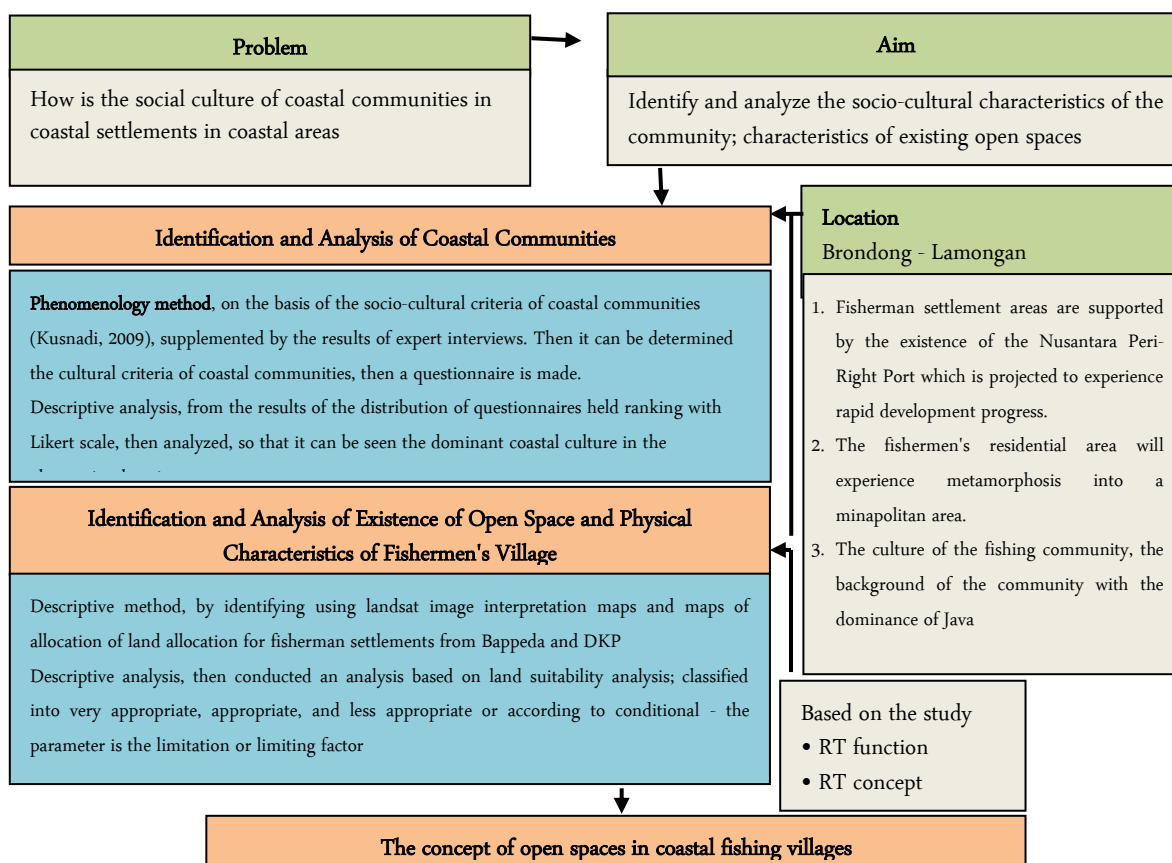 Problem
How is the social culture of coastal communities in
coastal settlements in coastal areas
Aim
Identify and analyze the socio-cultural characteristics of the
community; characteristics of existing open spaces
Identification and Analysis of Coastal Communities
Phenomenology method, on the basis of the socio-cultural criteria of coastal communities
(Kusnadi, 2009), supplemented by the results of expert interviews. Then it can be determined
the cultural criteria of coastal communities, then a questionnaire is made.
Descriptive analysis, from the results of the distribution of questionnaires held ranking with
Likert scale, then analyzed, so that it can be seen the dominant coastal culture in the
Location
Brondong - Lamongan
1. Fisherman settlement areas are supported
by the existence of the Nusantara Peri-
Right Port which is projected to experience
rapid development progress.
2. The fishermen's residential area will
experience metamorphosis into a
minapolitan area.
3. The culture of the fishing community, the
background of the community with the
dominance of Java
Identification and Analysis of Existence of Open Space and Physical
Characteristics of Fishermen's Village
Descriptive method, by identifying using landsat image interpretation maps and maps of
allocation of land allocation for fisherman settlements from Bappeda and DKP
Descriptive analysis, then conducted an analysis based on land suitability analysis; classified
into very appropriate, appropriate, and less appropriate or according to conditional - the
parameter is the limitation or limiting factor
Based on the study
• RT function
• RT concept
The concept of open spaces in coastal fishing villages